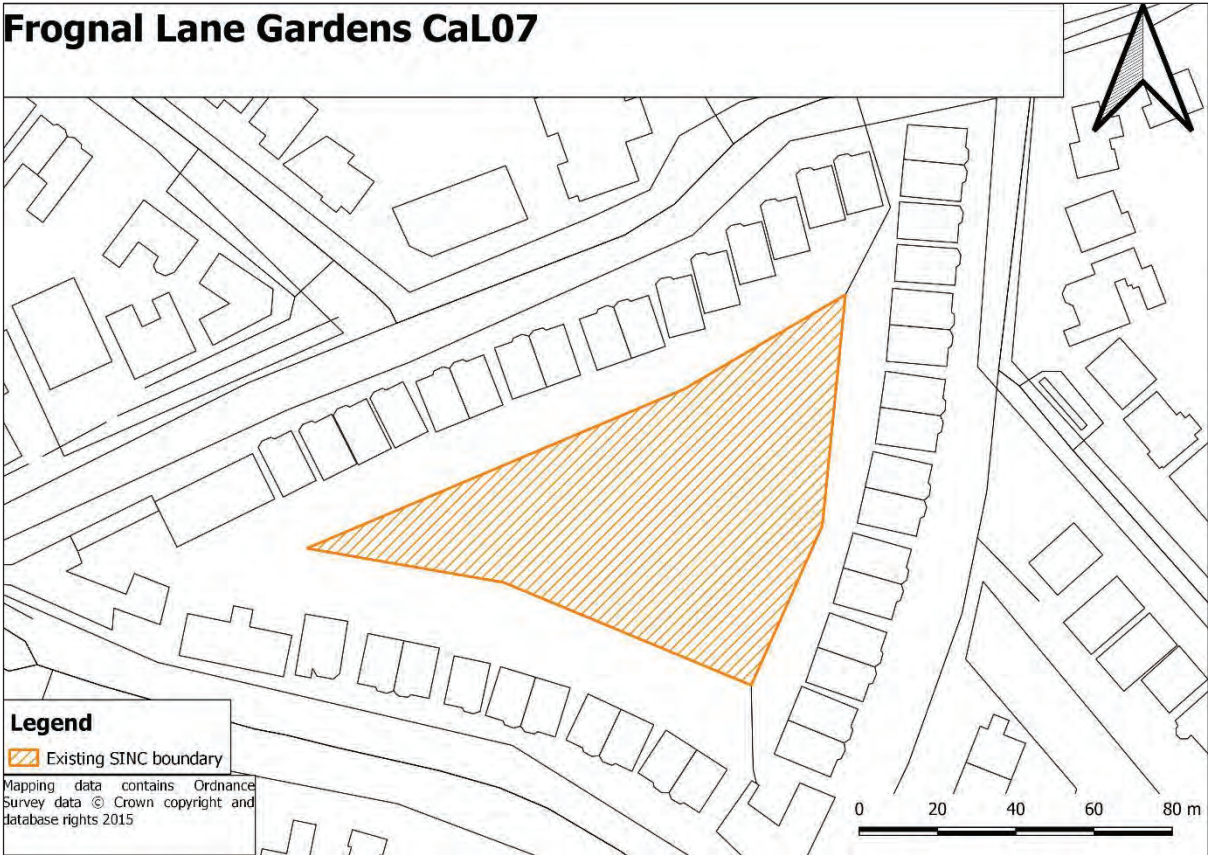 Frognal Lane Gardens CaL07
Legend
Existing SINC boundary
Mapping data contains Ordnance
Survey data © Crown copyright and
database rights 2015
0 20 40 60 80 m